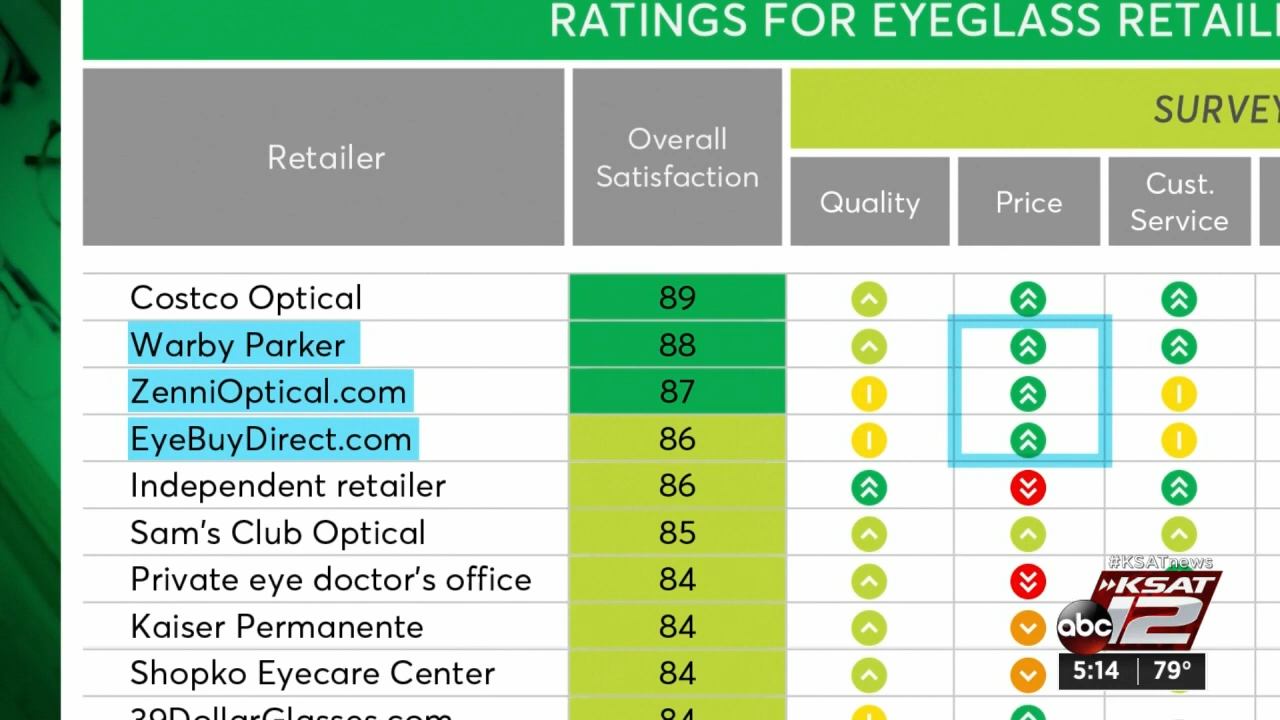 RATINGS FOR EYEGLASS RETAIL
SURVEY
Retailer
Overall
Satisfaction
Quality
Price
Cust.
Service
Costco Optical 89
Warby Parker 88
ZenniOptical.com 87
EyeBuyDirect.com 86
Independent retailer 86
Sam's Club Optical 85
Private eye doctor's office 84
Kaiser Permanente 84
Shopko Eyecare Center 84
39DollarGlasses.com 84
#KSATnews
KSAT
abc 12
5:14 79°